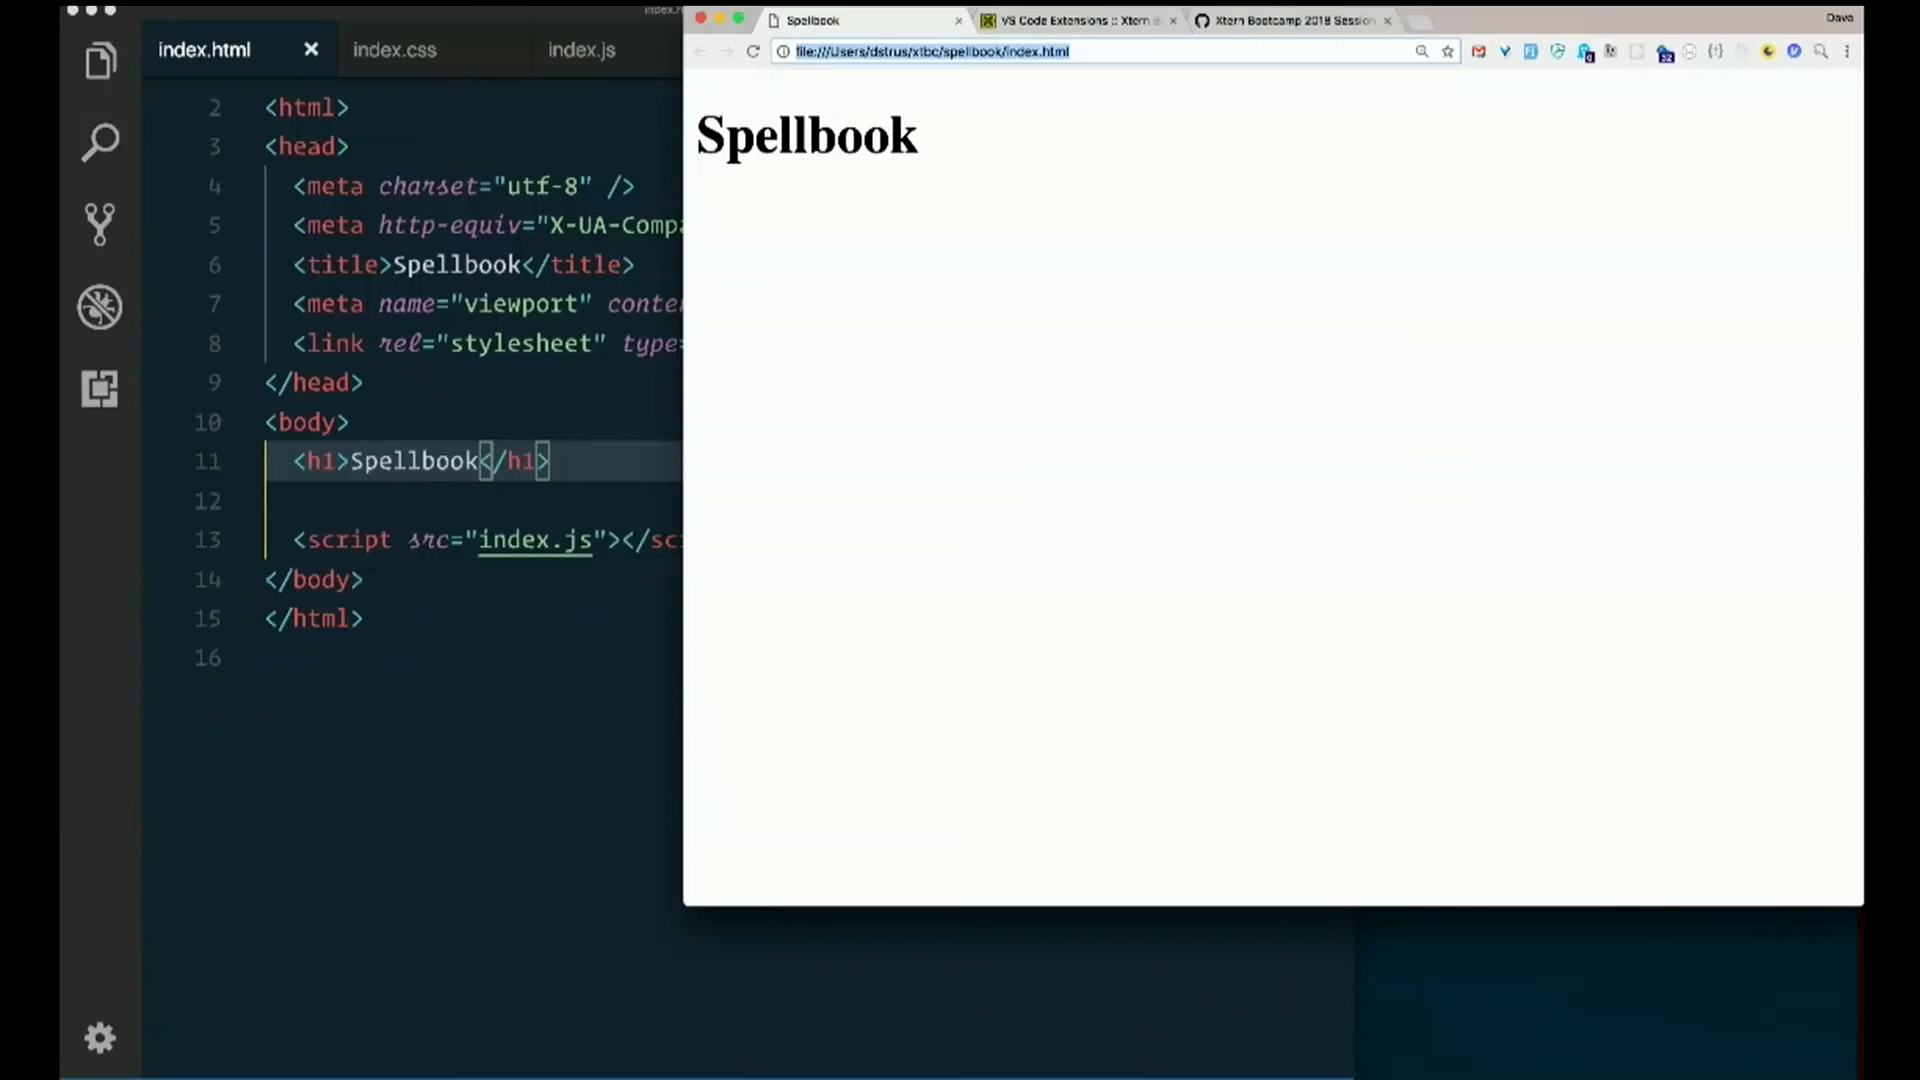 index.html
index.css
index.js
2 <html>
3 <head>
4 <meta charset="utf-8" />
5 <meta http-equiv="X-UA-Compa
6 <title>Spellbook</title>
7 <meta name="viewport" conte
8 <link rel="stylesheet" type=
9 </head>
10 <body>
11 <h1>Spellbook</h1>
12
13 <script src="index.js"></sc
14 </body>
15 </html>
16
Spellbook
VS Code Extensions :: Xtern
Xtern Bootcamp 2018 Session
Dave
file:///Users/dstrus/xtbc/spellbook/index.html
Spellbook